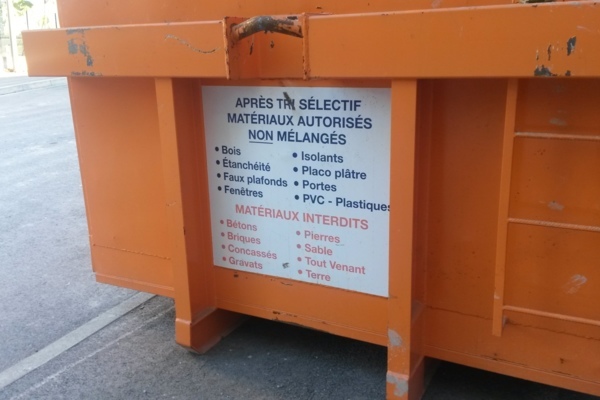 APRÈS TRI SÉLECTIF
MATÉRIAUX AUTORISÉS
NON MÉLANGÉS
• Bois
• Étanchéité
• Faux plafonds
• Fenêtres
• Isolants
• Placo plâtre
• Portes
• PVC - Plastiques
MATÉRIAUX INTERDITS
• Bétons
• Briques
• Concassés
• Gravats
• Pierres
• Sable
• Tout Venant
• Terre